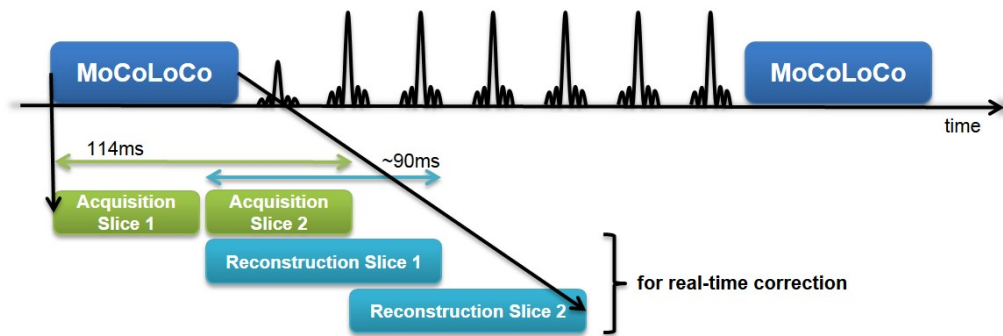 MoCoLoCo
MoCoLoCo
time
114ms
~90ms
Acquisition
Slice 1
Acquisition
Slice 2
Reconstruction Slice 1
for real-time correction
Reconstruction Slice 2